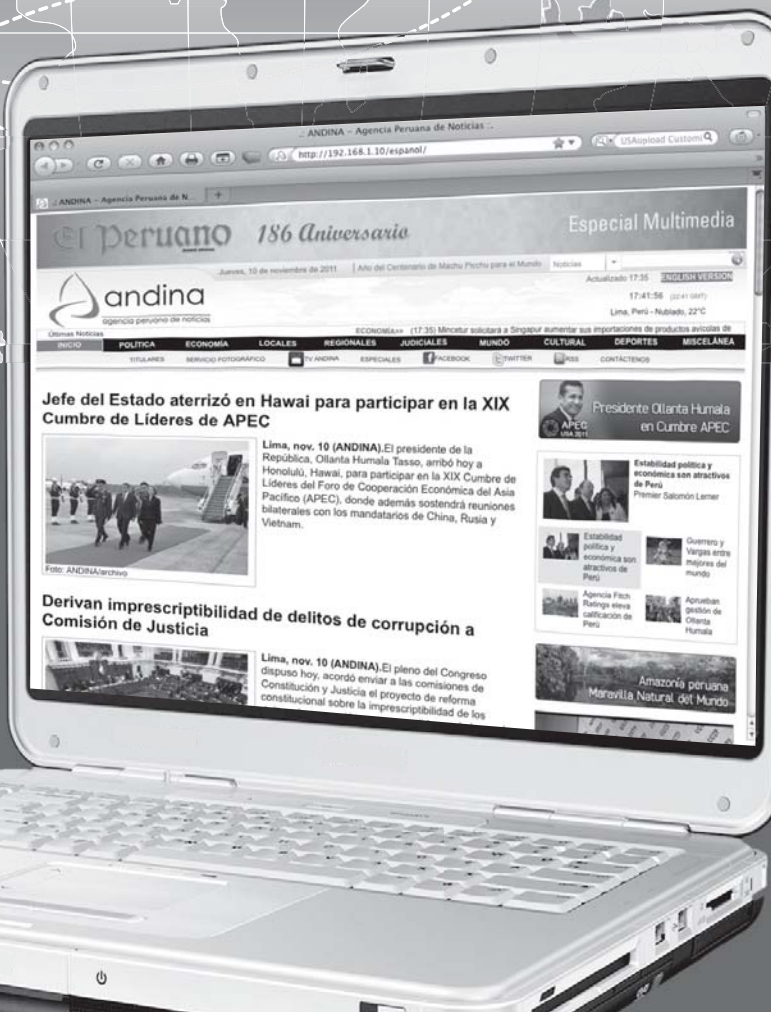 .: ANDINA - Agencia Peruana de Noticias :.
http://192.168.1.10/espanol/
USAupload Custom
.: ANDINA - Agencia Peruana de N...
El Peruano 186 Aniversario Especial Multimedia
Jueves, 10 de noviembre de 2011 | Año del Centenario de Machu Picchu para el Mundo Noticias
Actualizado 17:35 ENGLISH VERSION
andina
agencia peruana de noticias
17:41:56 (22:41 GMT)
Lima, Perú - Nublado, 22°C
Últimas Noticias ECONOMÍA»» (17:35) Mincetur solicitará a Singapur aumentar sus importaciones de productos avícolas de
INICIO POLÍTICA ECONOMÍA LOCALES REGIONALES JUDICIALES MUNDO CULTURAL DEPORTES MISCELÁNEA
TITULARES SERVICIO FOTOGRÁFICO TV ANDINA ESPECIALES FACEBOOK TWITTER RSS CONTÁCTENOS
Jefe del Estado aterrizó en Hawai para participar en la XIX
Cumbre de Líderes de APEC
Lima, nov. 10 (ANDINA).El presidente de la
República, Ollanta Humala Tasso, arribó hoy a
Honolulú, Hawai, para participar en la XIX Cumbre de
Líderes del Foro de Cooperación Económica del Asia
Pacífico (APEC), donde además sostendrá reuniones
bilaterales con los mandatarios de China, Rusia y
Vietnam.
Foto: ANDINA/archivo
Derivan imprescriptibilidad de delitos de corrupción a
Comisión de Justicia
Lima, nov. 10 (ANDINA).El pleno del Congreso
dispuso hoy, acordó enviar a las comisiones de
Constitución y Justicia el proyecto de reforma
constitucional sobre la imprescriptibilidad de los
APEC
USA 2011
Presidente Ollanta Humala
en Cumbre APEC
Estabilidad política y
económica son atractivos
de Perú
Premier Salomón Lerner
Estabilidad
política y
económica son
atractivos de
Perú
Guerrero y
Vargas entre
mejores del
mundo
Agencia Fitch
Ratings eleva
calificación de
Perú
Aprueban
gestión de
Ollanta
Humala
Amazonía peruana
Maravilla Natural del Mundo